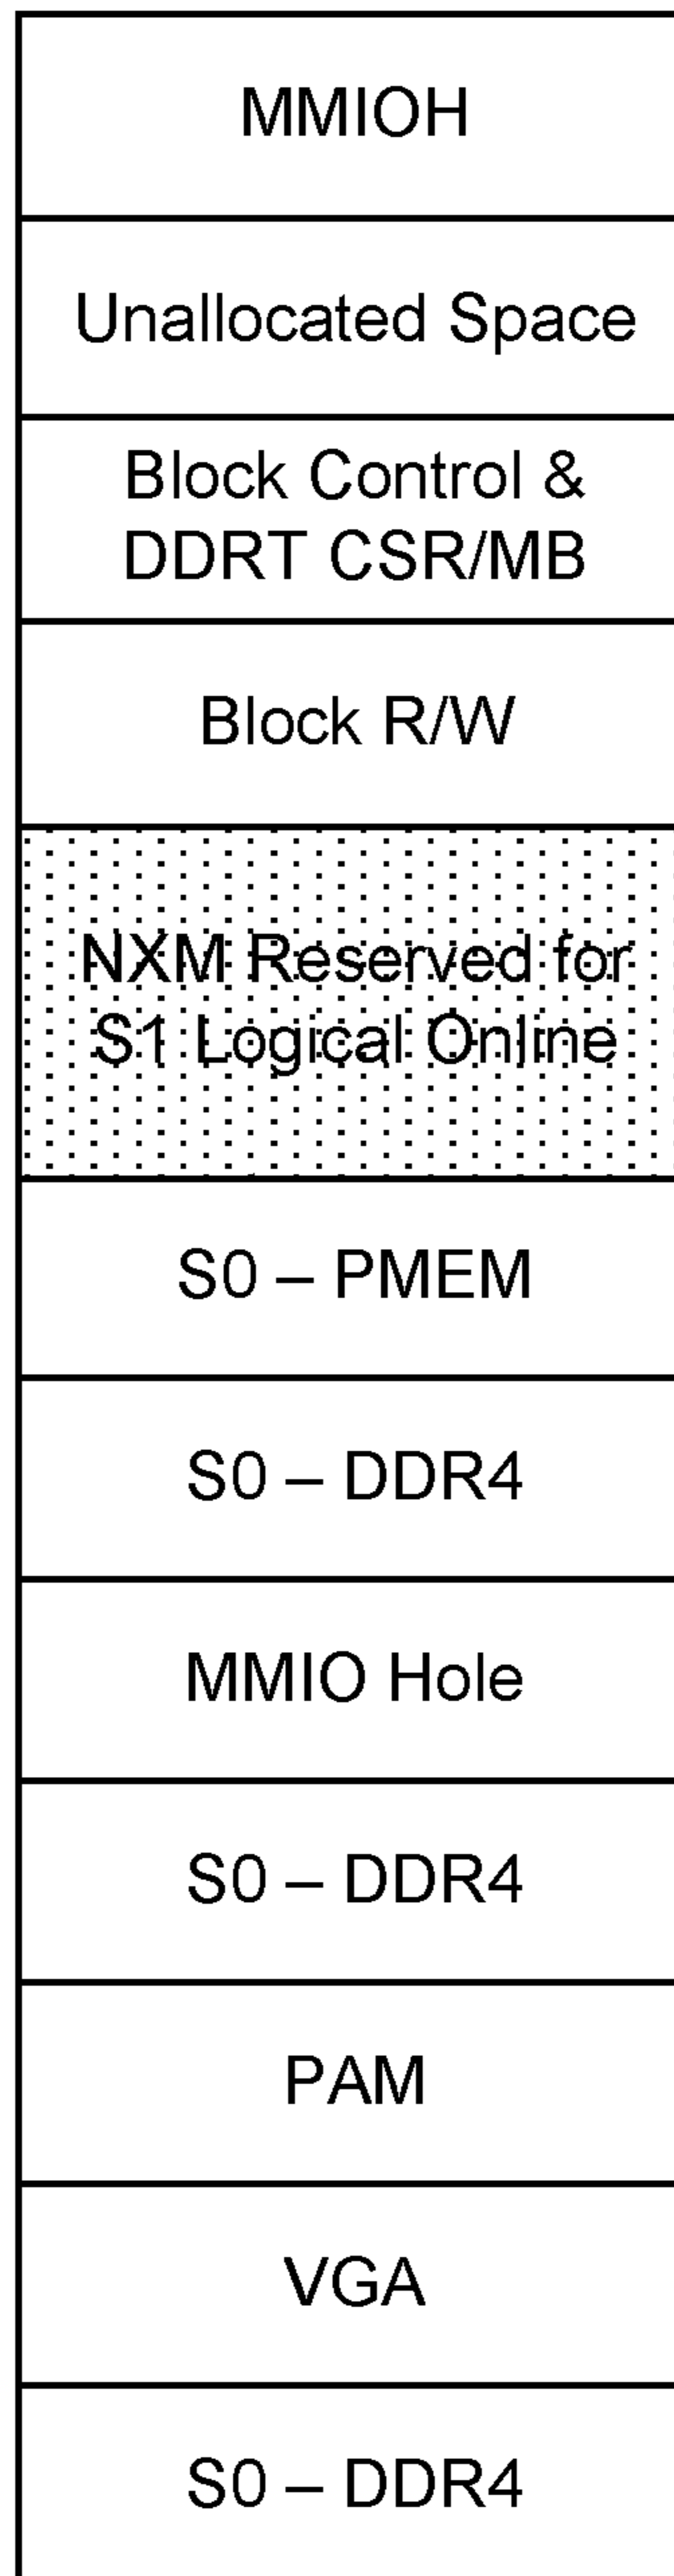 MMIOH
Unallocated Space
Block Control &
DDRT CSR/MB
Block R/W
NXM Reserved for
S1 Logical Online
S0 – PMEM
S0 – DDR4
MMIO Hole
S0 – DDR4
PAM
VGA
S0 – DDR4